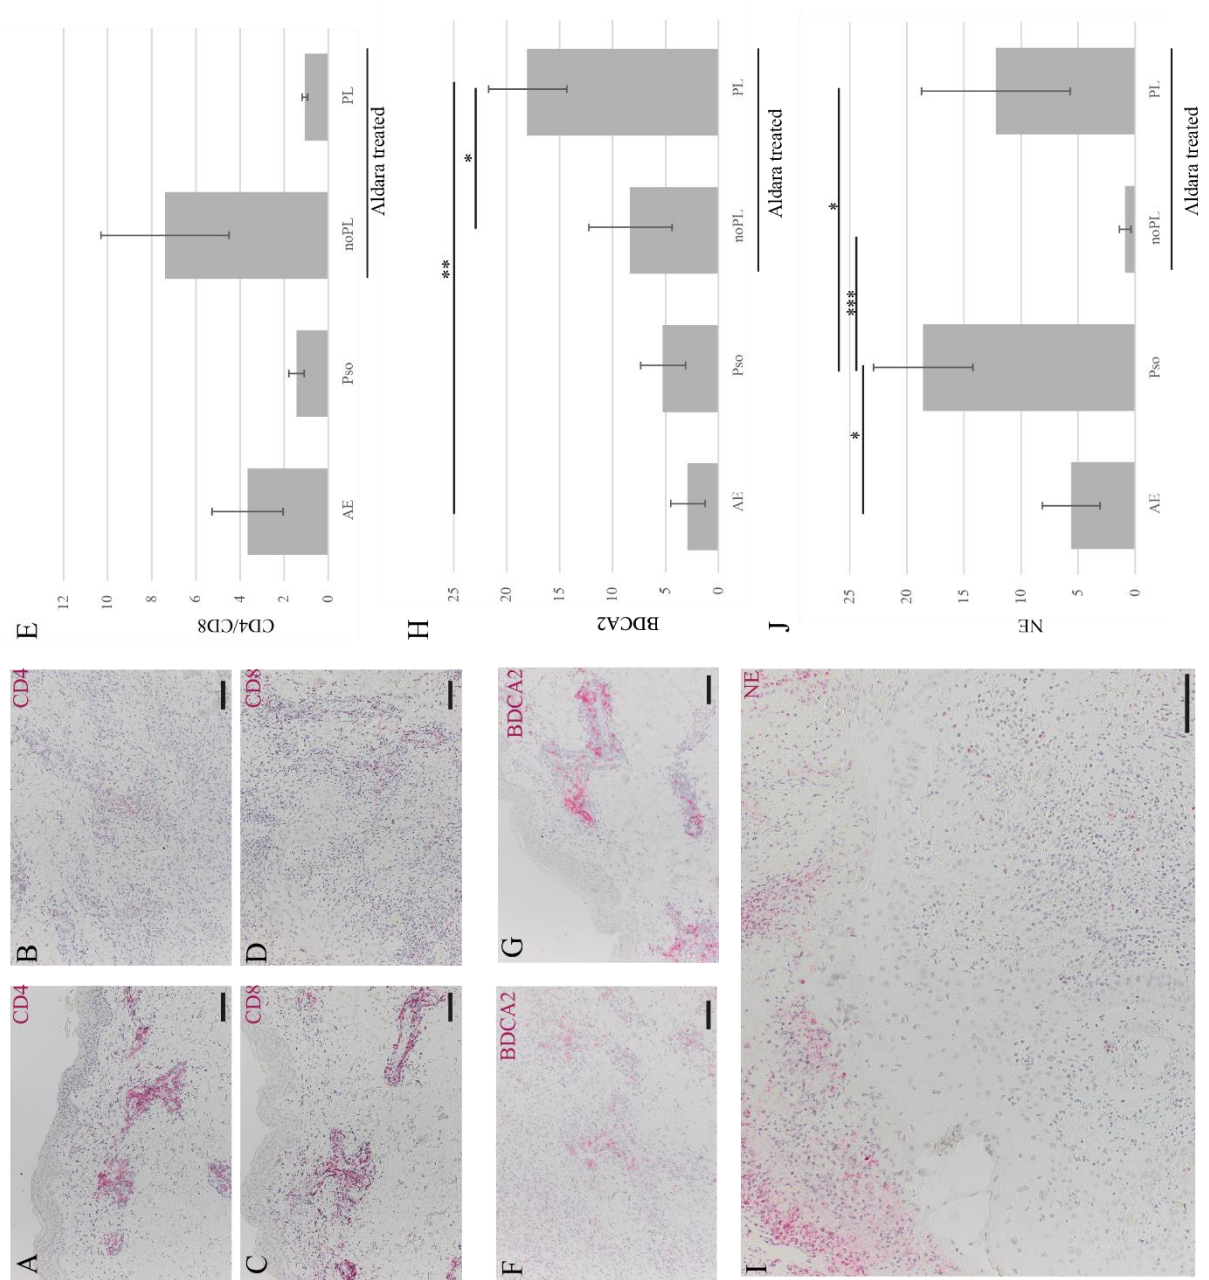 A
CD4
B
CD4
C
CD8
D
CD8
E
CD4/CD8
12
10
8
6
4
2
0
AE
Pso
noPL
PL
Aldara treated
F
BDCA2
G
BDCA2
H
BDCA2
25
20
15
10
5
0
**
*
AE
Pso
noPL
PL
Aldara treated
I
NE
J
NE
25
20
15
10
5
0
*
***
*
AE
Pso
noPL
PL
Aldara treated